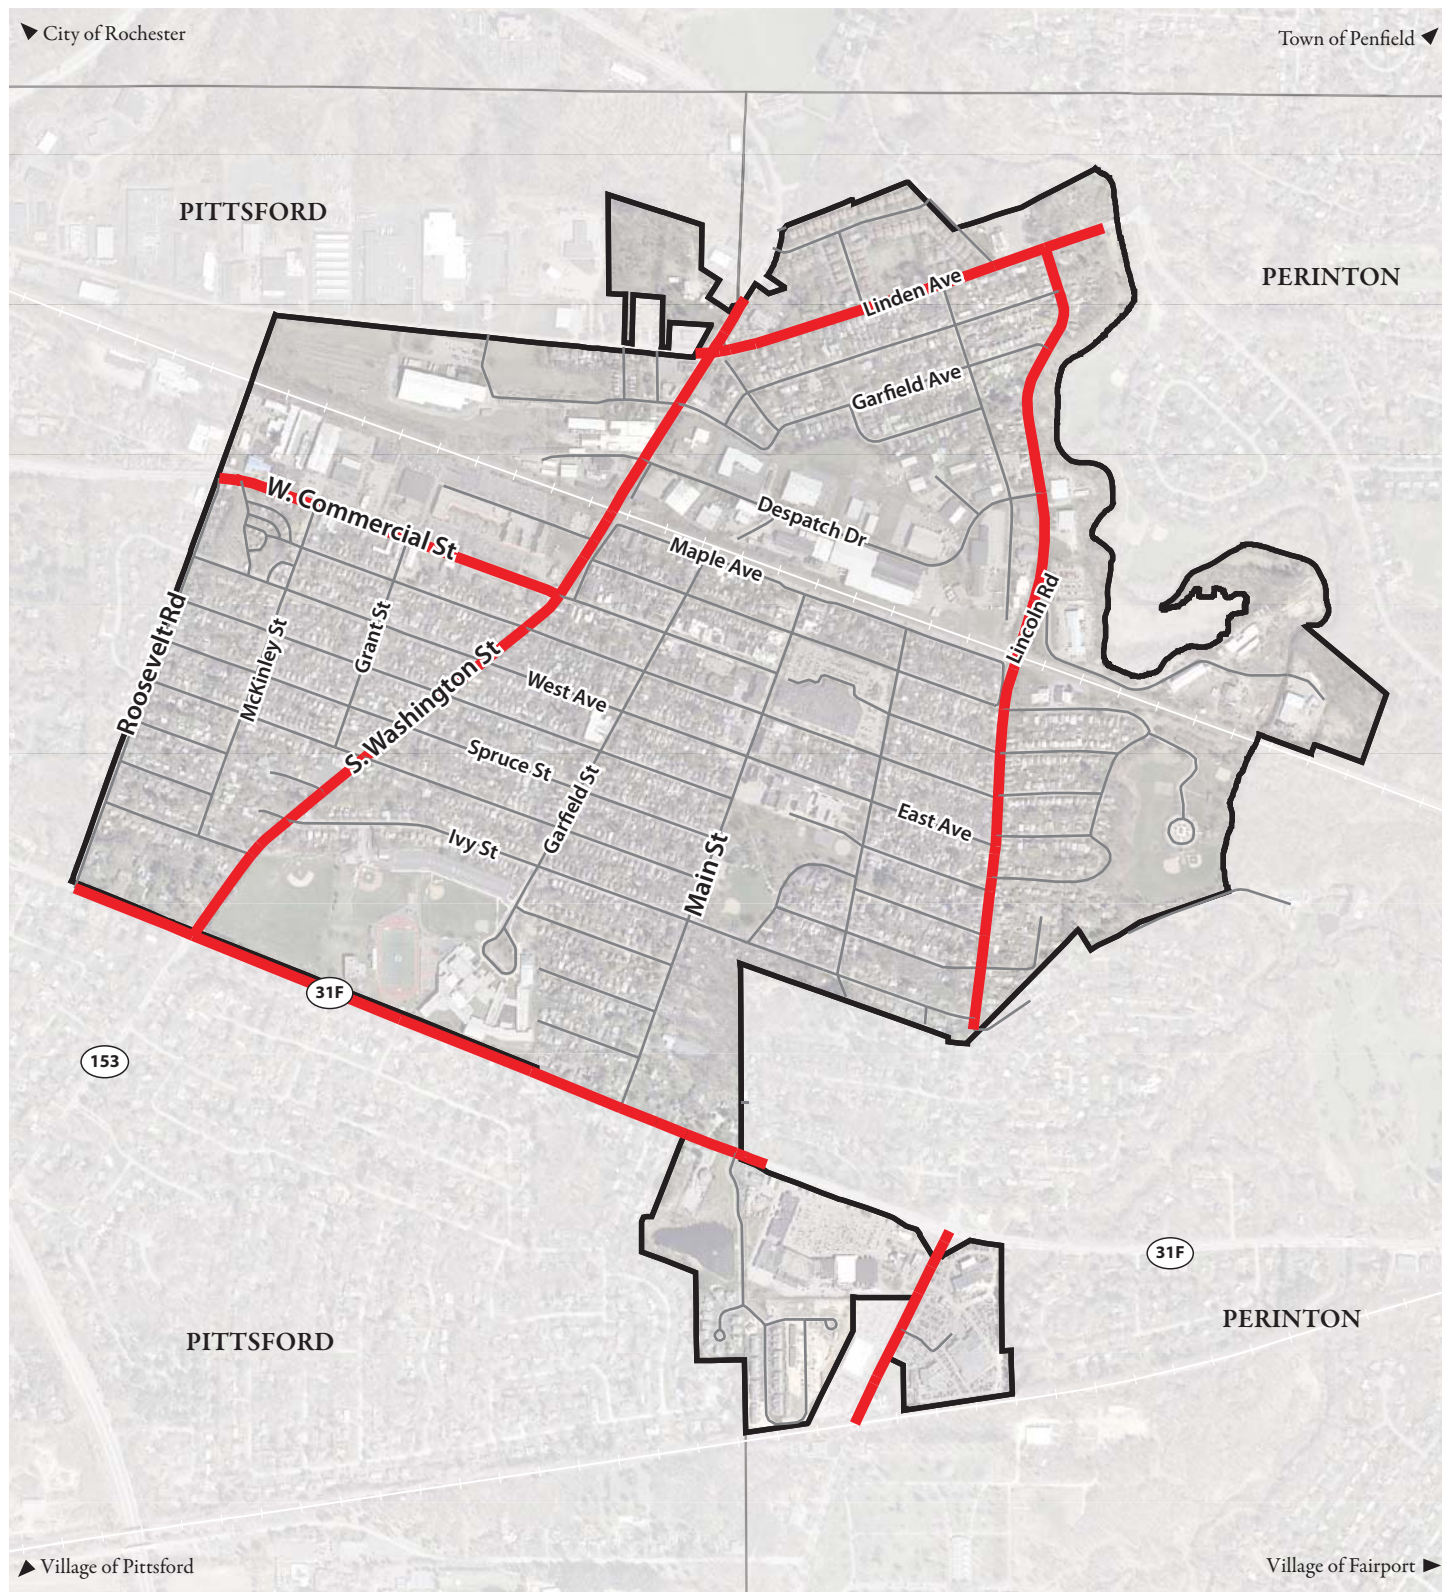 City of Rochester
Town of Penfield
PITTSFORD
PERINTON
Linden Ave
Garfield Ave
W. Commercial St
Despatch Dr
Maple Ave
Roosevelt Rd
McKinley St
Grant St
Lincoln Rd
S. Washington St
West Ave
Spruce St
Garfield St
East Ave
Ivy St
Main St
31F
153
31F
PERINTON
PITTSFORD
Village of Pittsford
Village of Fairport